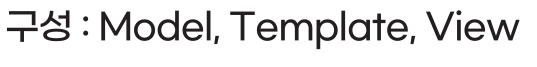 구성 : Model, Template, View